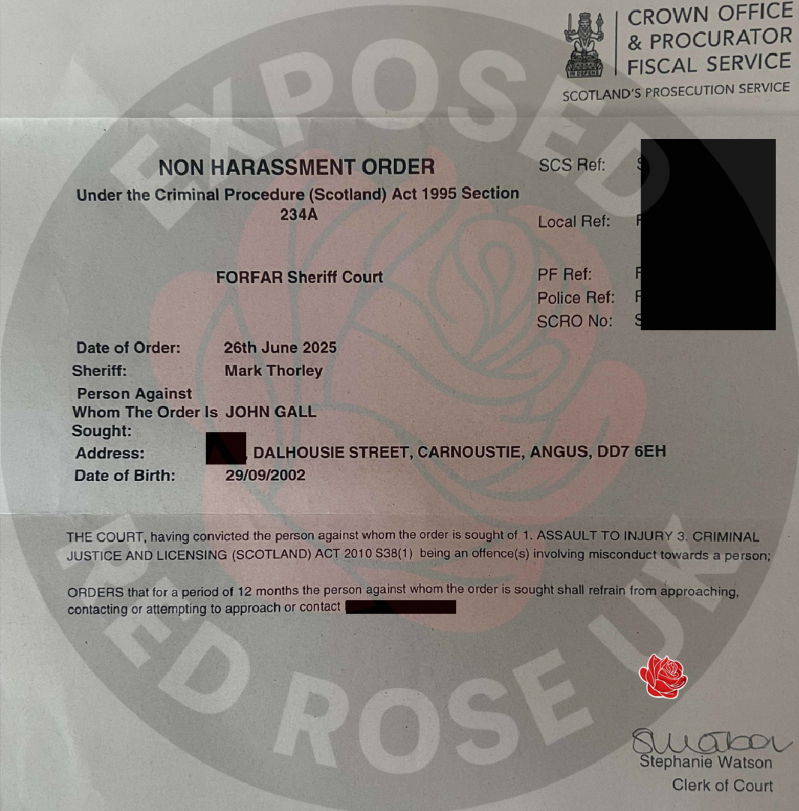 CROWN OFFICE
& PROCURATOR
FISCAL SERVICE
SCOTLAND'S PROSECUTION SERVICE
EXPOSED
NON HARASSMENT ORDER
Under the Criminal Procedure (Scotland) Act 1995 Section
234A
SCS Ref:
Local Ref:
PF Ref:
Police Ref:
SCRO No:
FORFAR Sheriff Court
Date of Order: 26th June 2025
Sheriff: Mark Thorley
Person Against
Whom The Order Is JOHN GALL
Sought:
Address: , DALHOUSIE STREET, CARNOUSTIE, ANGUS, DD7 6EH
Date of Birth: 29/09/2002
THE COURT, having convicted the person against whom the order is sought of 1. ASSAULT TO INJURY 3. CRIMINAL
JUSTICE AND LICENSING (SCOTLAND) ACT 2010 S38(1) being an offence(s) involving misconduct towards a person;
ORDERS that for a period of 12 months the person against whom the order is sought shall refrain from approaching,
contacting or attempting to approach or contact
RED ROSE UK
Stephanie Watson
Clerk of Court